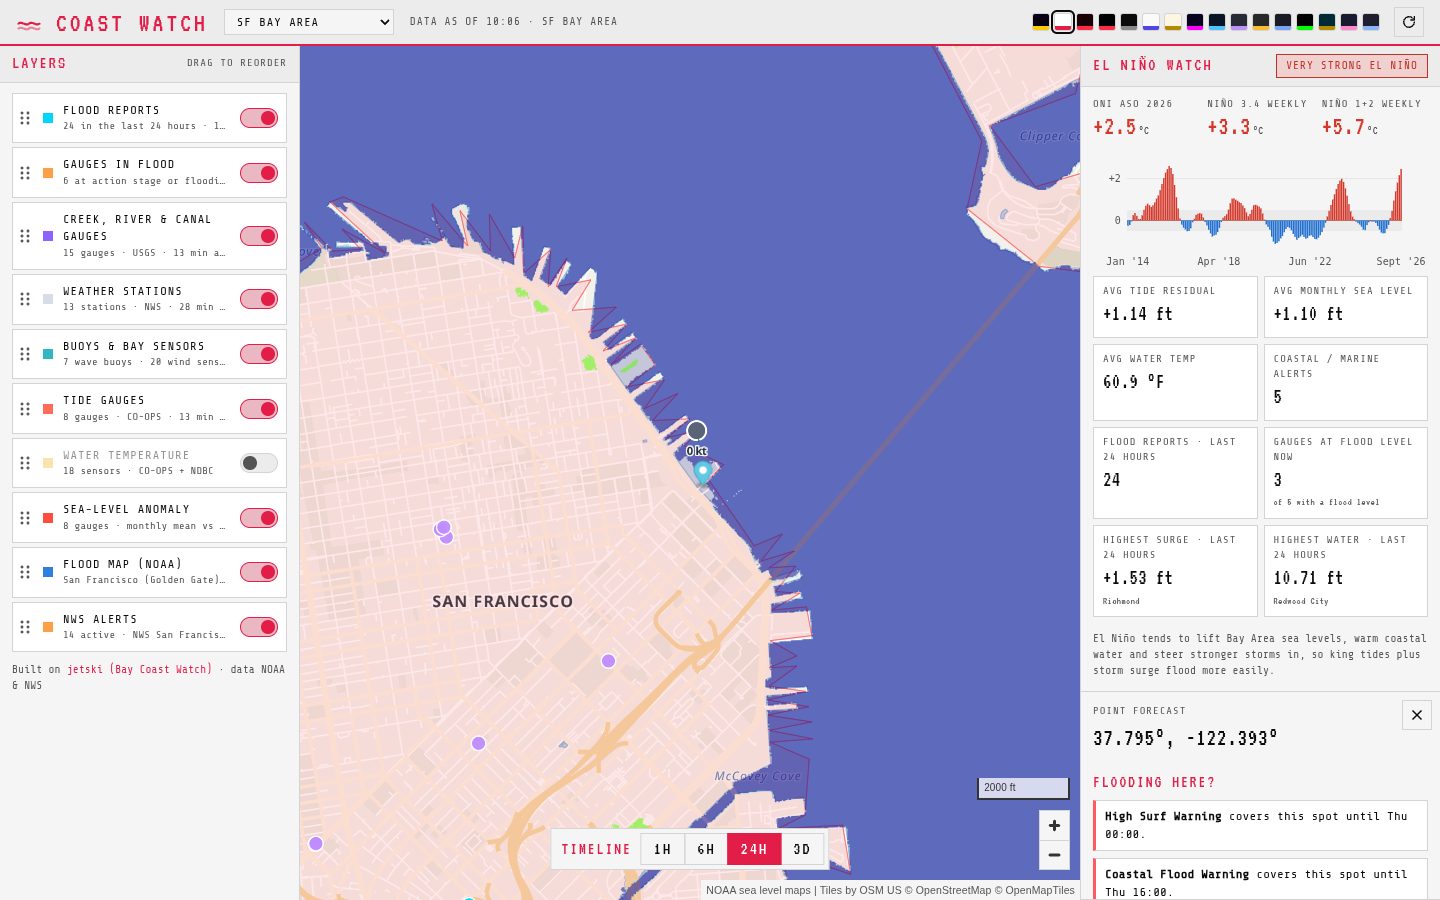 COAST WATCH
SF BAY AREA
DATA AS OF 10:06 · SF BAY AREA
LAYERS
DRAG TO REORDER
FLOOD REPORTS
24 in the last 24 hours · 1…
GAUGES IN FLOOD
6 at action stage or floodi…
CREEK, RIVER & CANAL
GAUGES
15 gauges · USGS · 13 min a…
WEATHER STATIONS
13 stations · NWS · 28 min …
BUOYS & BAY SENSORS
7 wave buoys · 20 wind sens…
TIDE GAUGES
8 gauges · CO-OPS · 13 min …
WATER TEMPERATURE
18 sensors · CO-OPS + NDBC
SEA-LEVEL ANOMALY
8 gauges · monthly mean vs …
FLOOD MAP (NOAA)
San Francisco (Golden Gate)…
NWS ALERTS
14 active · NWS San Francis…
Built on jetski (Bay Coast Watch) · data NOAA
& NWS
Clipper Co
0 kt
SAN FRANCISCO
McCovey Cove
2000 ft
+
−
TIMELINE
1H
6H
24H
3D
NOAA sea level maps | Tiles by OSM US © OpenStreetMap © OpenMapTiles
EL NIÑO WATCH
VERY STRONG EL NIÑO
ONI ASO 2026
NIÑO 3.4 WEEKLY
NIÑO 1+2 WEEKLY
+2.5 °C
+3.3 °C
+5.7 °C
+2
0
Jan '14
Apr '18
Jun '22
Sept '26
AVG TIDE RESIDUAL
+1.14 ft
AVG MONTHLY SEA LEVEL
+1.10 ft
AVG WATER TEMP
60.9 °F
COASTAL / MARINE
ALERTS
5
FLOOD REPORTS · LAST
24 HOURS
24
GAUGES AT FLOOD LEVEL
NOW
3
of 5 with a flood level
HIGHEST SURGE · LAST
24 HOURS
+1.53 ft
Richmond
HIGHEST WATER · LAST
24 HOURS
10.71 ft
Redwood City
El Niño tends to lift Bay Area sea levels, warm coastal
water and steer stronger storms in, so king tides plus
storm surge flood more easily.
POINT FORECAST
37.795°, -122.393°
FLOODING HERE?
High Surf Warning covers this spot until Thu
00:00.
Coastal Flood Warning covers this spot until
Thu 16:00.